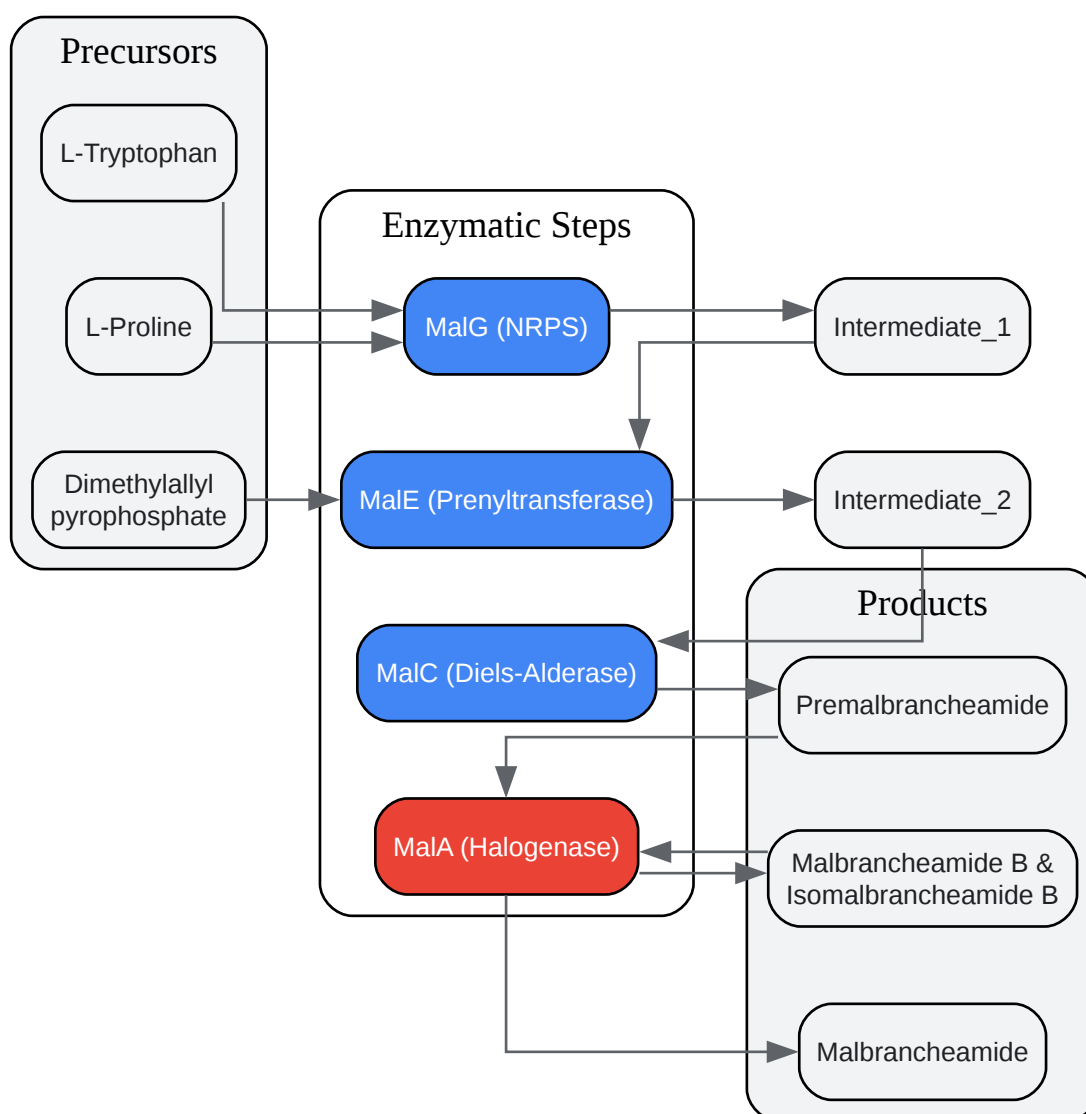 Precursors
L-Tryptophan
Enzymatic Steps
L-Proline
MalG (NRPS)
Intermediate_1
Dimethylallyl
pyrophosphate
MalE (Prenyltransferase)
Intermediate_2
Products
MalC (Diels-Alderase)
Premalbrancheamide
MalA (Halogenase)
Malbrancheamide B &
Isomalbrancheamide B
Malbrancheamide